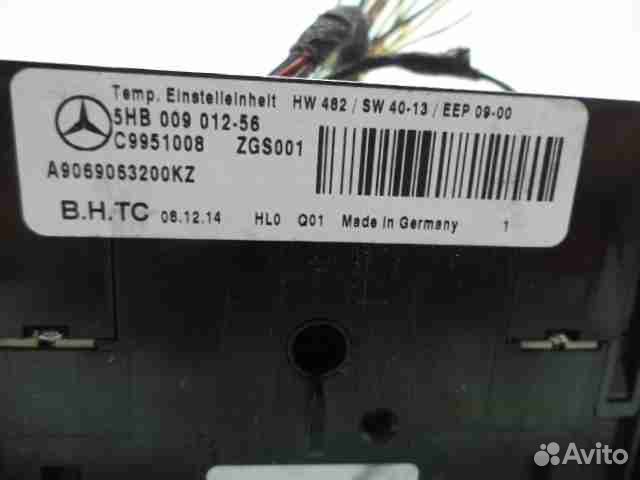 Temp. Einstelleinheit HW 482 / SW 40-13 / EEP 09-00
5HB 009 012-56
C9951008 ZGS001
A9069063200KZ
B.H.TC 06.12.14 HL0 Q01 Made in Germany 1
Avito